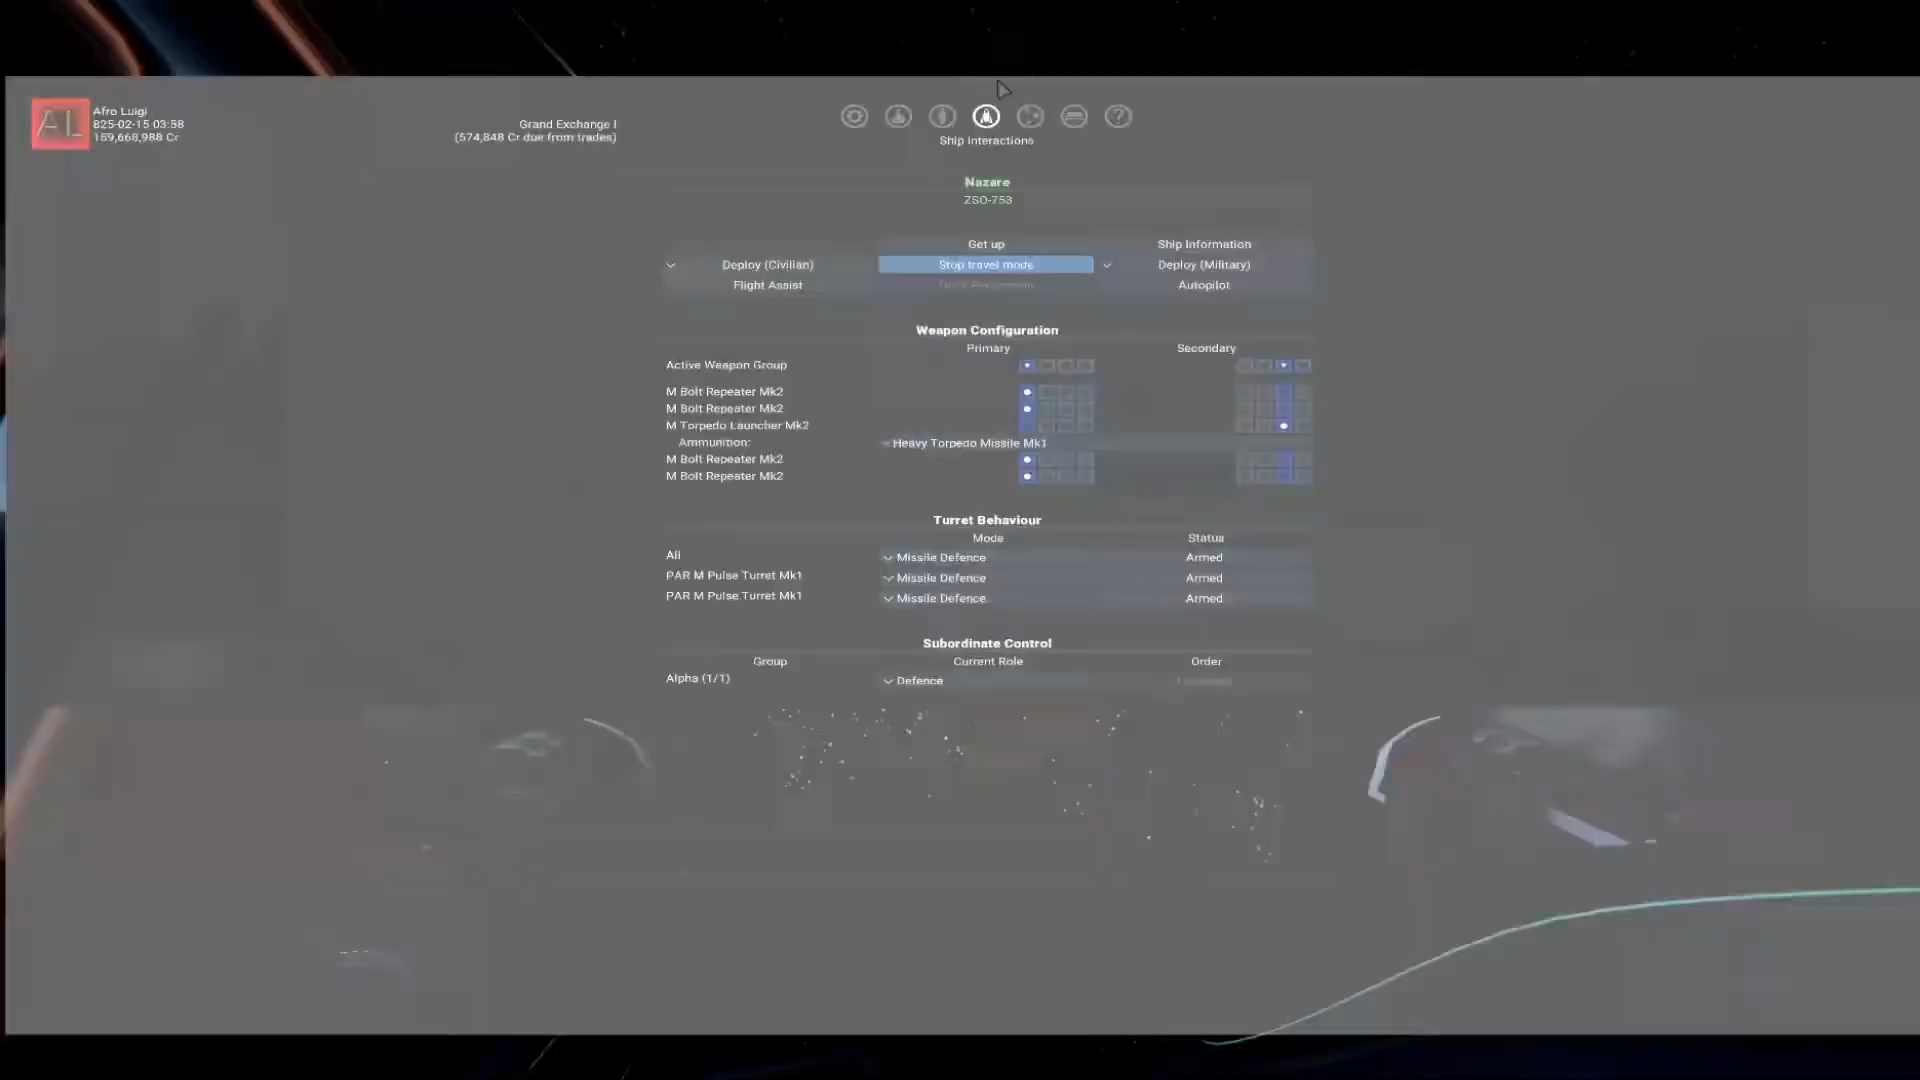 AL
Afro Luigi
825-02-15 03:58
159,668,988 Cr
Grand Exchange I
(574,848 Cr due from trades)
?
Ship Interactions
Nazare
ZSO-753
Get up
Ship Information
Deploy (Civilian)
Stop travel mode
Deploy (Military)
Flight Assist
Autopilot
Weapon Configuration
Primary
Secondary
Active Weapon Group
M Bolt Repeater Mk2
M Bolt Repeater Mk2
M Torpedo Launcher Mk2
Ammunition:
Heavy Torpedo Missile Mk1
M Bolt Repeater Mk2
M Bolt Repeater Mk2
Turret Behaviour
Mode
Status
All
Missile Defence
Armed
PAR M Pulse Turret Mk1
Missile Defence
Armed
PAR M Pulse Turret Mk1
Missile Defence
Armed
Subordinate Control
Group
Current Role
Order
Alpha (1/1)
Defence